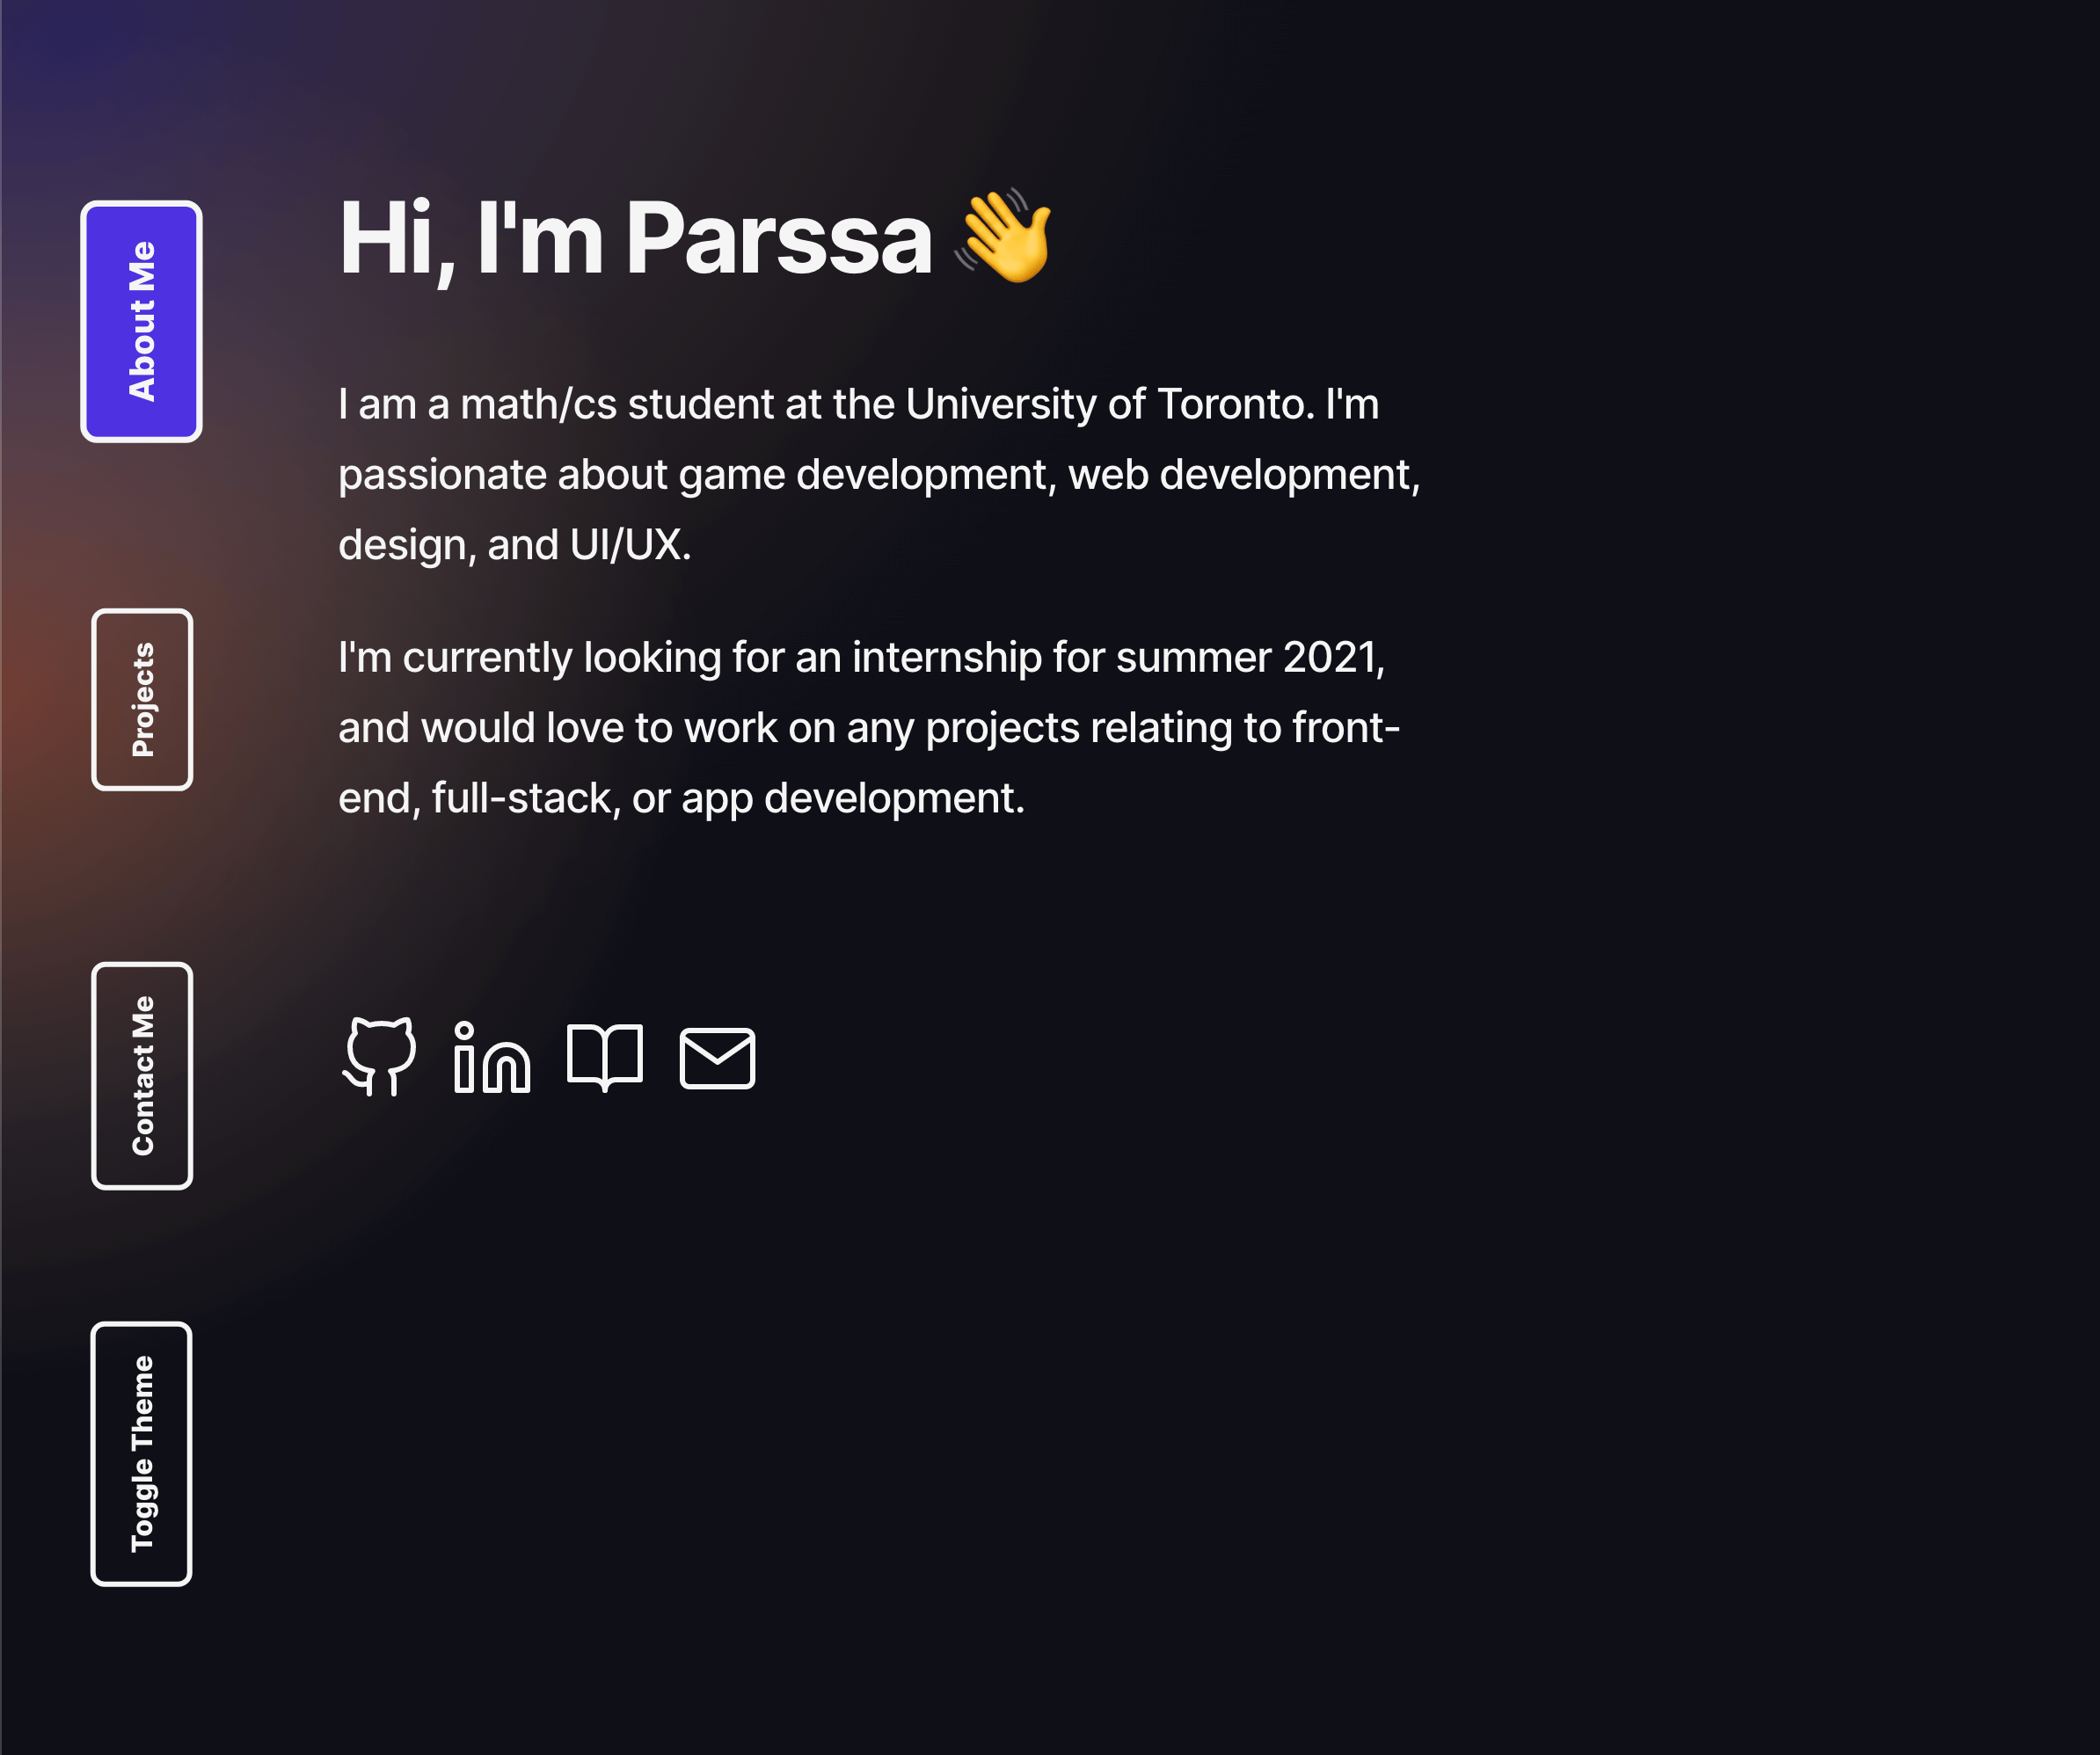 About Me
Projects
Contact Me
Toggle Theme
Hi, I'm Parssa 👋
I am a math/cs student at the University of Toronto. I'm
passionate about game development, web development,
design, and UI/UX.
I'm currently looking for an internship for summer 2021,
and would love to work on any projects relating to front-
end, full-stack, or app development.